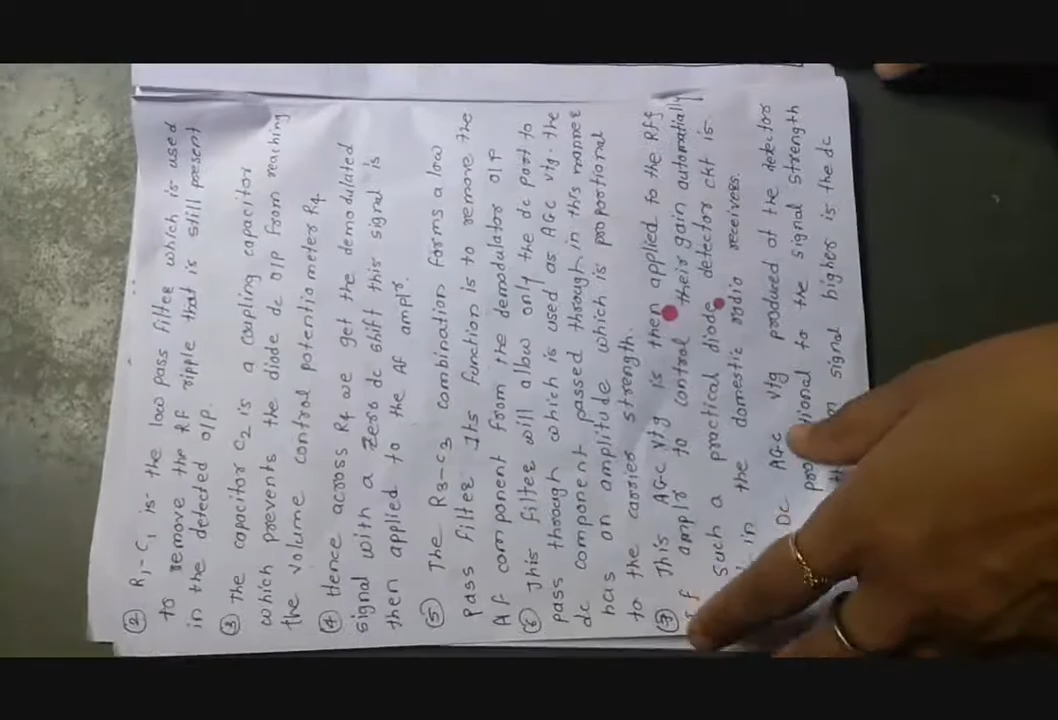 ② R1-C1 is the low pass filter which is used
to remove the RF ripple that is still present
in the detected o/p.
③ The capacitor C2 is a coupling capacitor
which prevents the diode dc o/p from reaching
the volume control potentiometer R4
④ Hence across R4 we get the demodulated
signal with a zero dc shift this signal is
then applied to the AF amplr.
⑤ The R3-C3 combination forms a low
pass filter Its function is to remove the
AF component from the demodulator o/p
⑥ This filter will allow only the dc part to
pass through which is used as AGC vtg. the
dc component passed through in this manner
has an amplitude which is proportional
to the carrier strength.
⑦ This AGC vtg is then applied to the RF &
IF amplr to control their gain automatially
Such a practical diode detector ckt is
in the domestic radio receivers.
DC AGC vtg produced at the detector
to the signal strength
signal higher is the dc